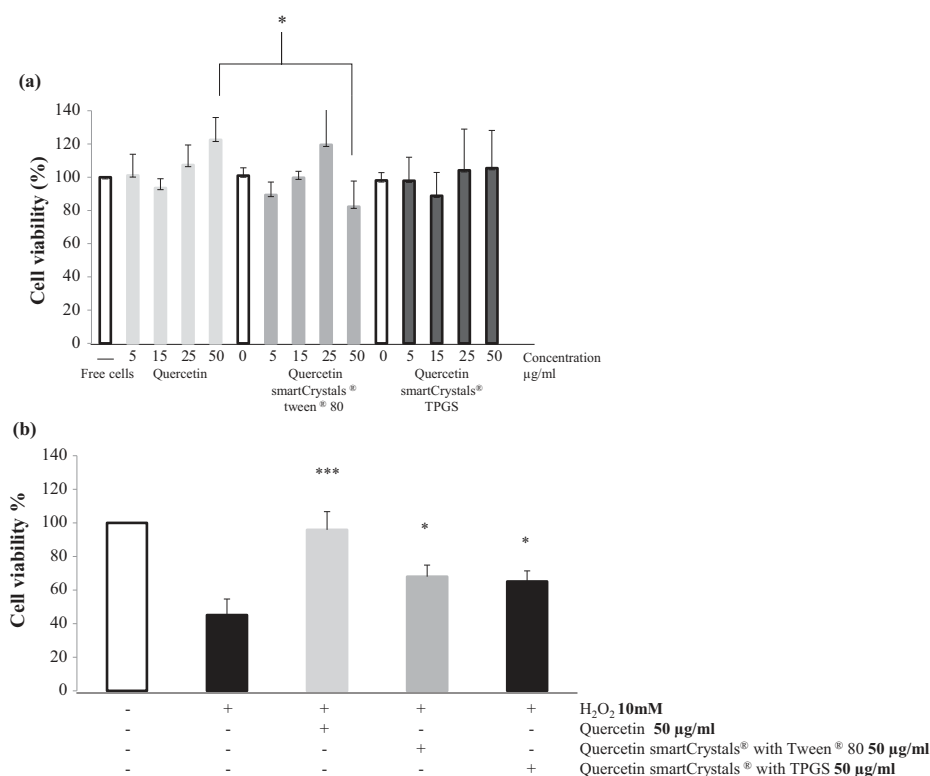 *
(a)
140
120
100
80
60
40
20
0
Cell viability (%)
— 5 15 25 50 0 5 15 25 50 0 5 15 25 50 Concentration
Free cells Quercetin Quercetin Quercetin µg/ml
smartCrystals ® smartCrystals®
tween ® 80 TPGS
(b)
140
120
100
80
60
40
20
0
Cell viability %
***
*
*
- + + + + H₂O₂ 10mM
- - + - - Quercetin 50 µg/ml
- - - + - Quercetin smartCrystals® with Tween ® 80 50 µg/ml
- - - - + Quercetin smartCrystals ® with TPGS 50 µg/ml